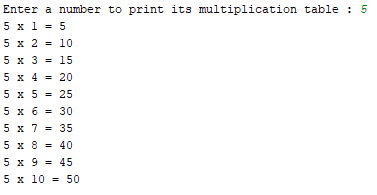 Enter a number to print its multiplication table : 5
5 x 1 = 5
5 x 2 = 10
5 x 3 = 15
5 x 4 = 20
5 x 5 = 25
5 x 6 = 30
5 x 7 = 35
5 x 8 = 40
5 x 9 = 45
5 x 10 = 50